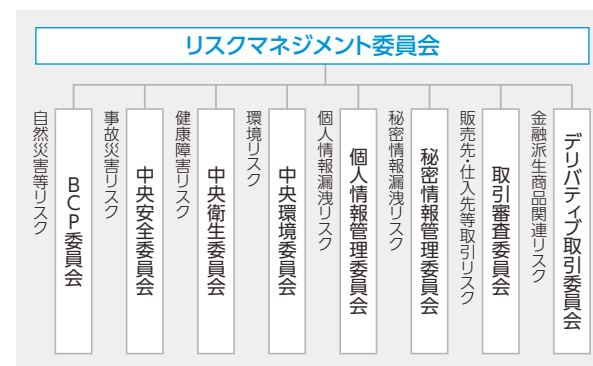 リスクマネジメント委員会
自然災害等リスク
BCP委員会
事故災害リスク
中央安全委員会
健康障害リスク
中央衛生委員会
環境リスク
中央環境委員会
個人情報漏洩リスク
個人情報管理委員会
秘密情報漏洩リスク
秘密情報管理委員会
販売先・仕入先等取引リスク
取引審査委員会
金融派生商品関連リスク
デリバティブ取引委員会